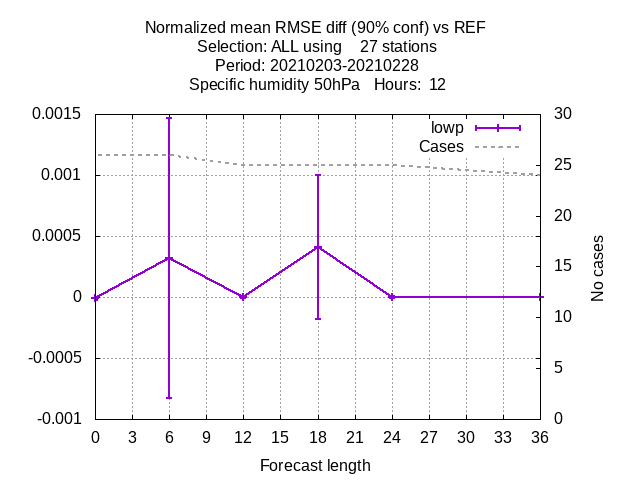 Normalized mean RMSE diff (90% conf) vs REF
Selection: ALL using    27 stations
Period: 20210203-20210228
Specific humidity 50hPa   Hours:  12
lowp
Cases
0.0015
0.001
0.0005
0
-0.0005
-0.001
30
25
20
15
10
5
0
No cases
0 3 6 9 12 15 18 21 24 27 30 33 36
Forecast length